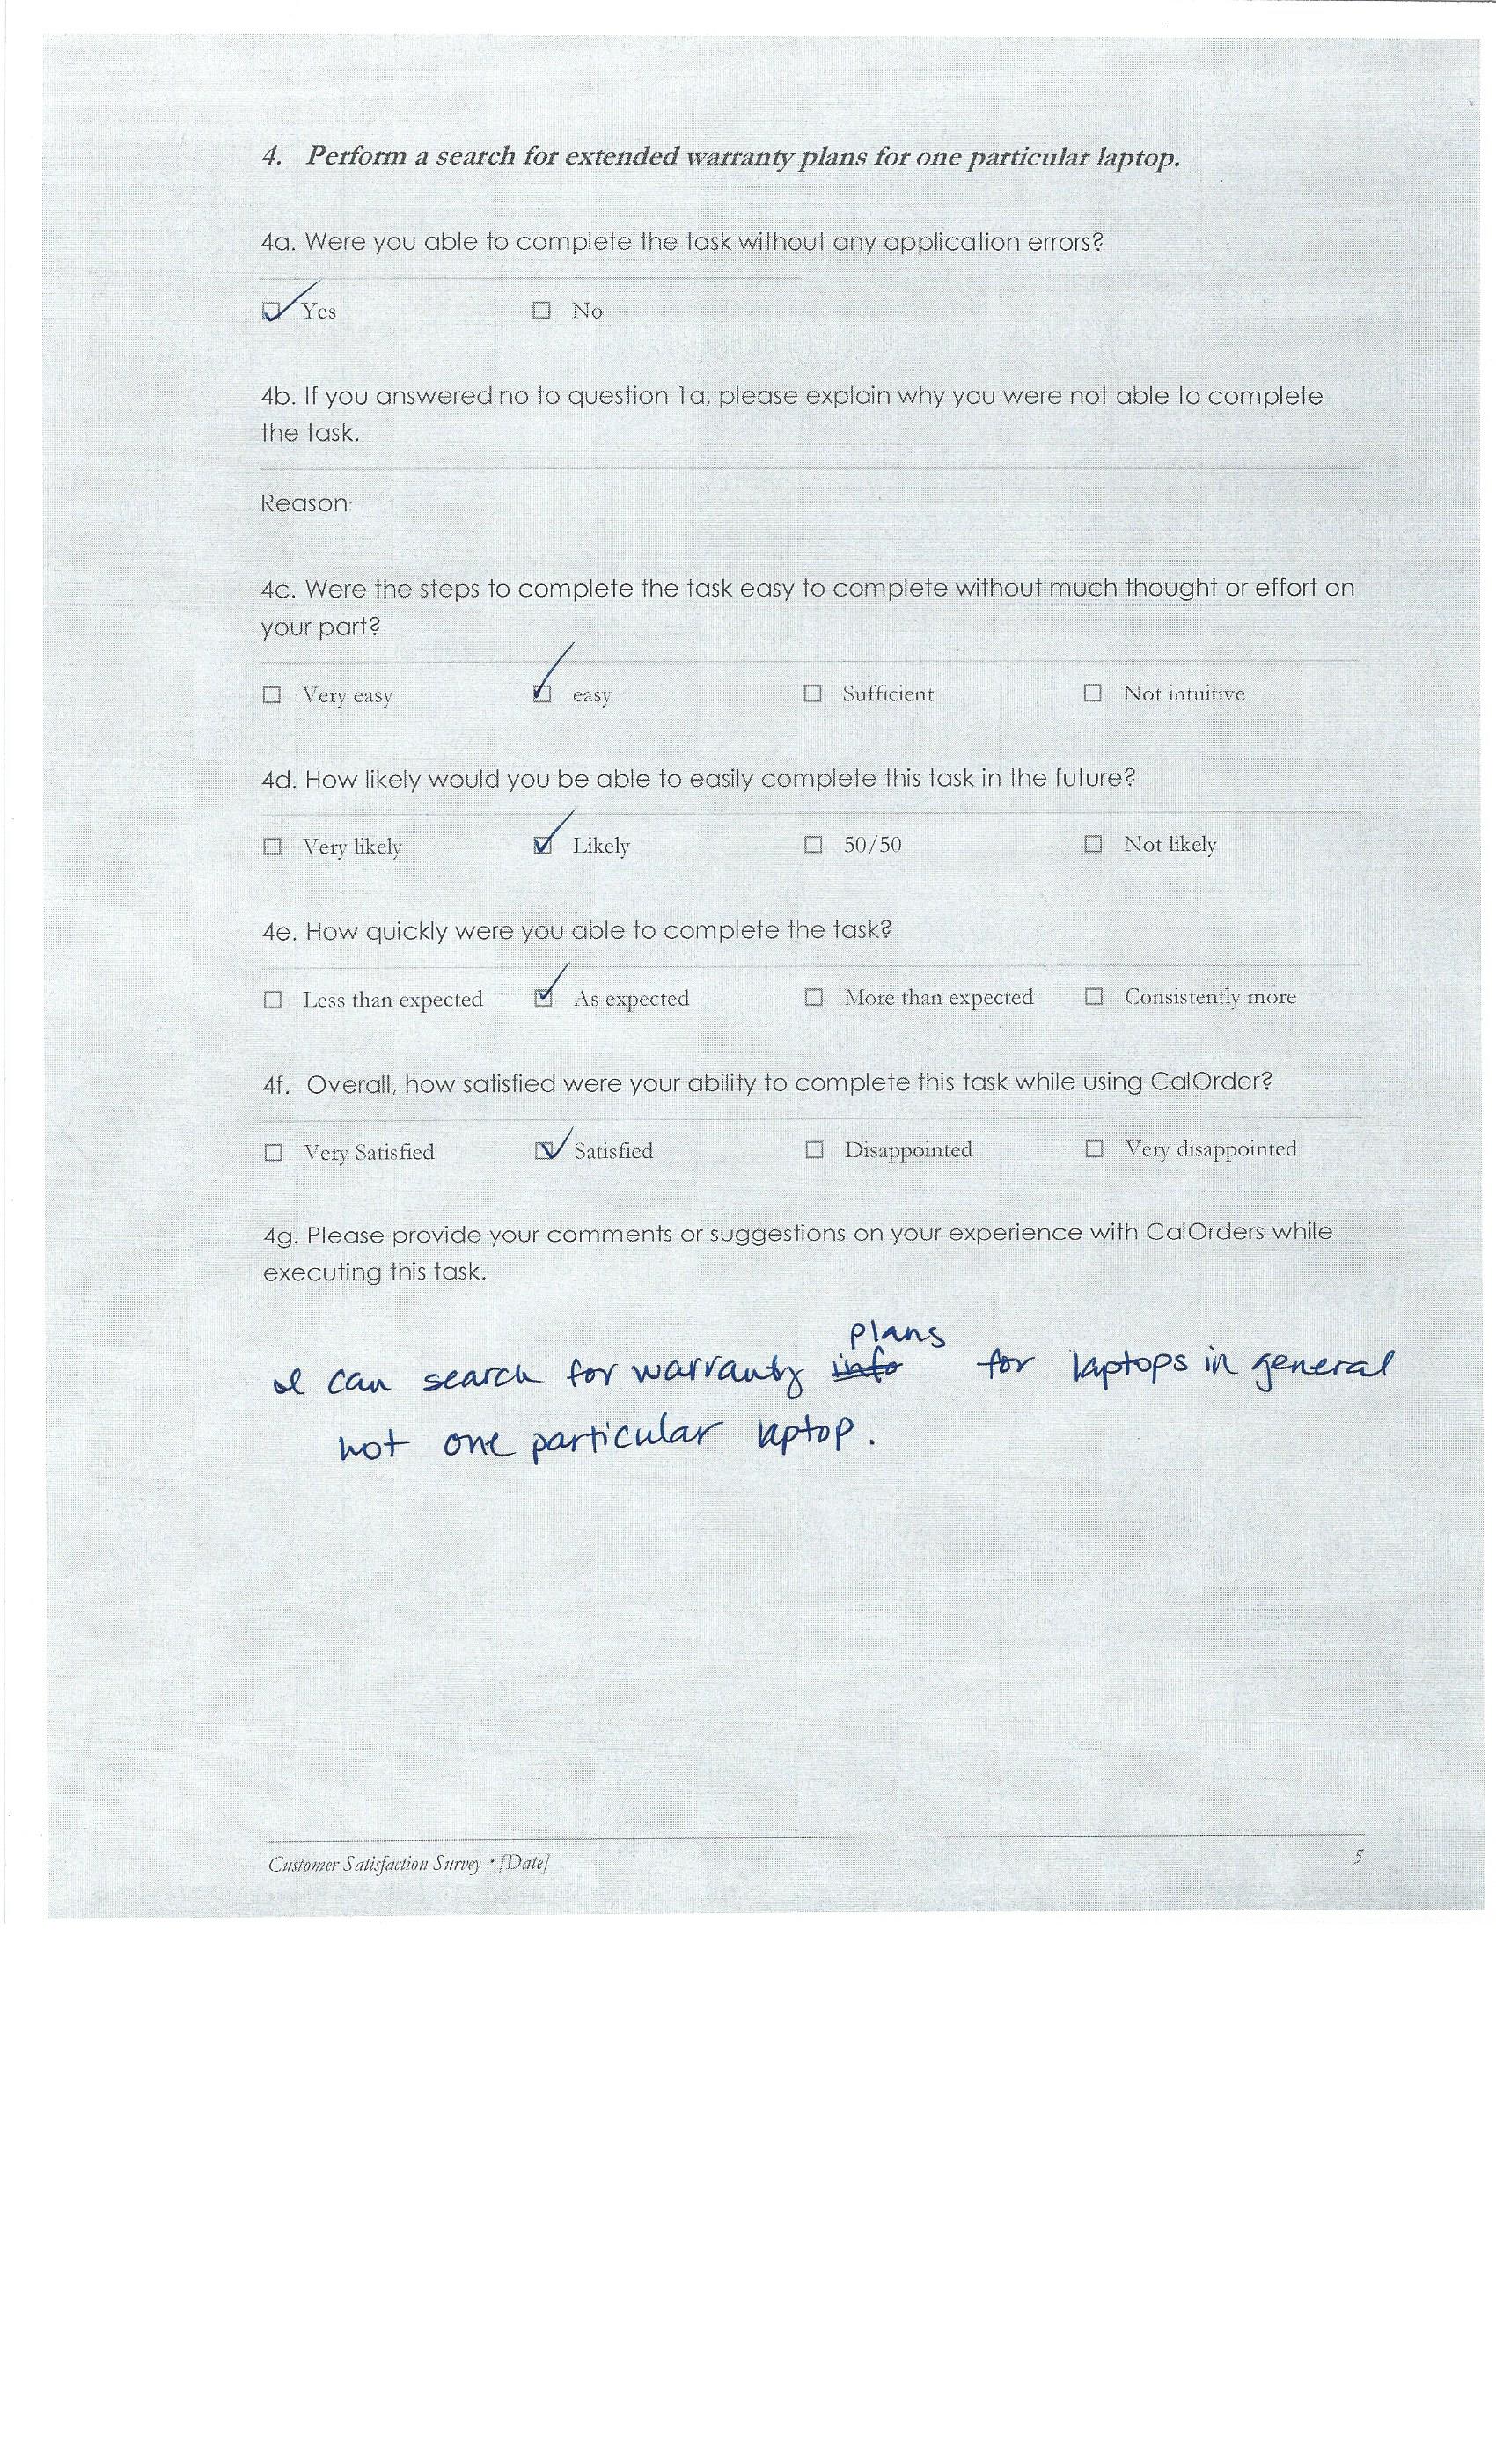 4. Perform a search for extended warranty plans for one particular laptop.
4a. Were you able to complete the task without any application errors?
☑ Yes ☐ No
4b. If you answered no to question 1a, please explain why you were not able to complete
the task.
Reason:
4c. Were the steps to complete the task easy to complete without much thought or effort on
your part?
☐ Very easy ☑ easy ☐ Sufficient ☐ Not intuitive
4d. How likely would you be able to easily complete this task in the future?
☐ Very likely ☑ Likely ☐ 50/50 ☐ Not likely
4e. How quickly were you able to complete the task?
☐ Less than expected ☑ As expected ☐ More than expected ☐ Consistently more
4f. Overall, how satisfied were your ability to complete this task while using CalOrder?
☐ Very Satisfied ☑ Satisfied ☐ Disappointed ☐ Very disappointed
4g. Please provide your comments or suggestions on your experience with CalOrders while
executing this task.
plans
I can search for warranty info for laptops in general
not one particular laptop.
Customer Satisfaction Survey • [Date] 5